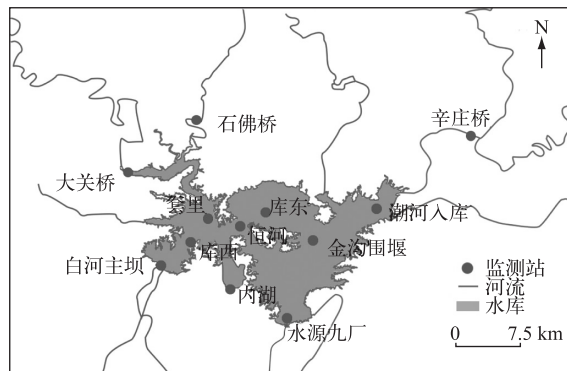 N
石佛桥
辛庄桥
大关桥
套里
库东
潮河入库
恒河
库西
金沟围堰
白河主坝
内湖
水源九厂
监测站
河流
水库
0 7.5 km